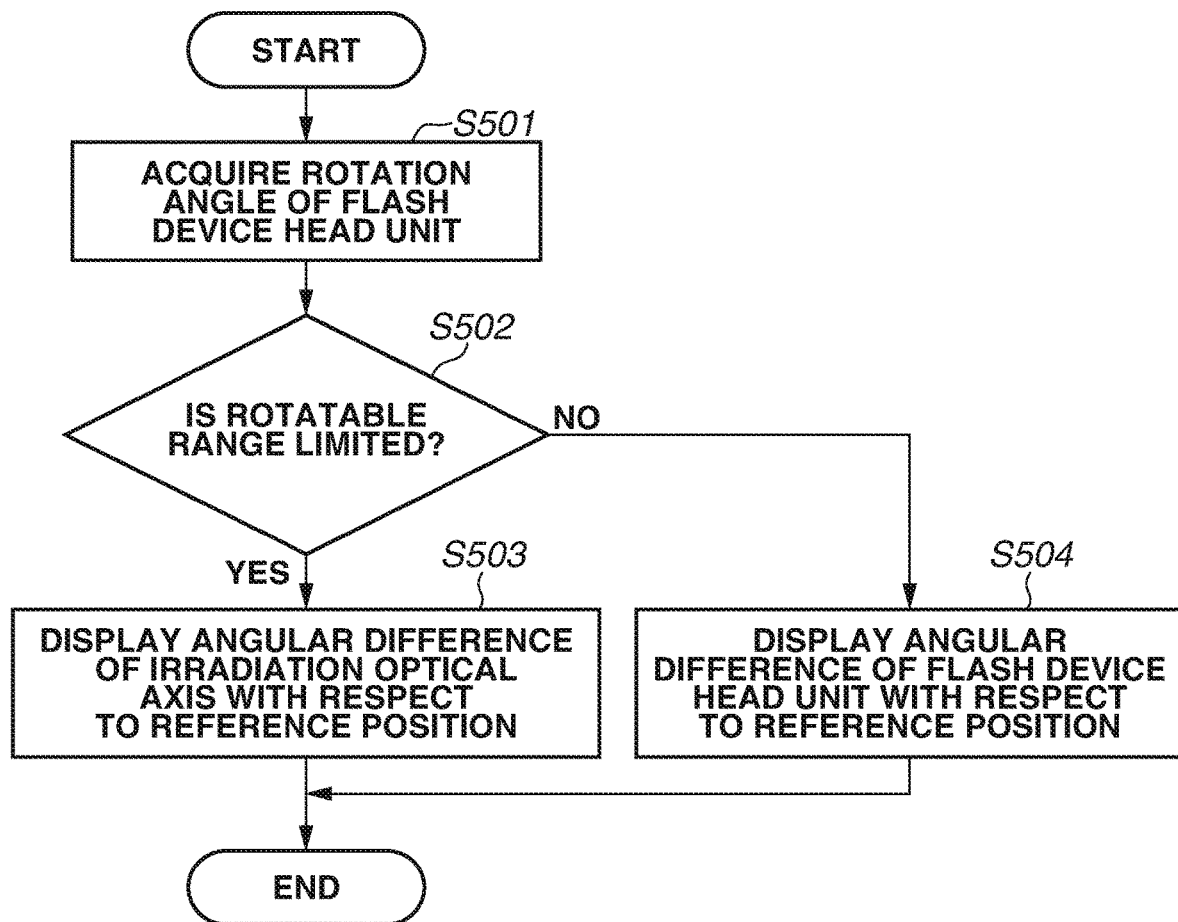 START
S501
ACQUIRE ROTATION
ANGLE OF FLASH
DEVICE HEAD UNIT
S502
IS ROTATABLE
RANGE LIMITED?
NO
YES
S503
DISPLAY ANGULAR DIFFERENCE
OF IRRADIATION OPTICAL
AXIS WITH RESPECT
TO REFERENCE POSITION
S504
DISPLAY ANGULAR
DIFFERENCE OF FLASH DEVICE
HEAD UNIT WITH RESPECT
TO REFERENCE POSITION
END